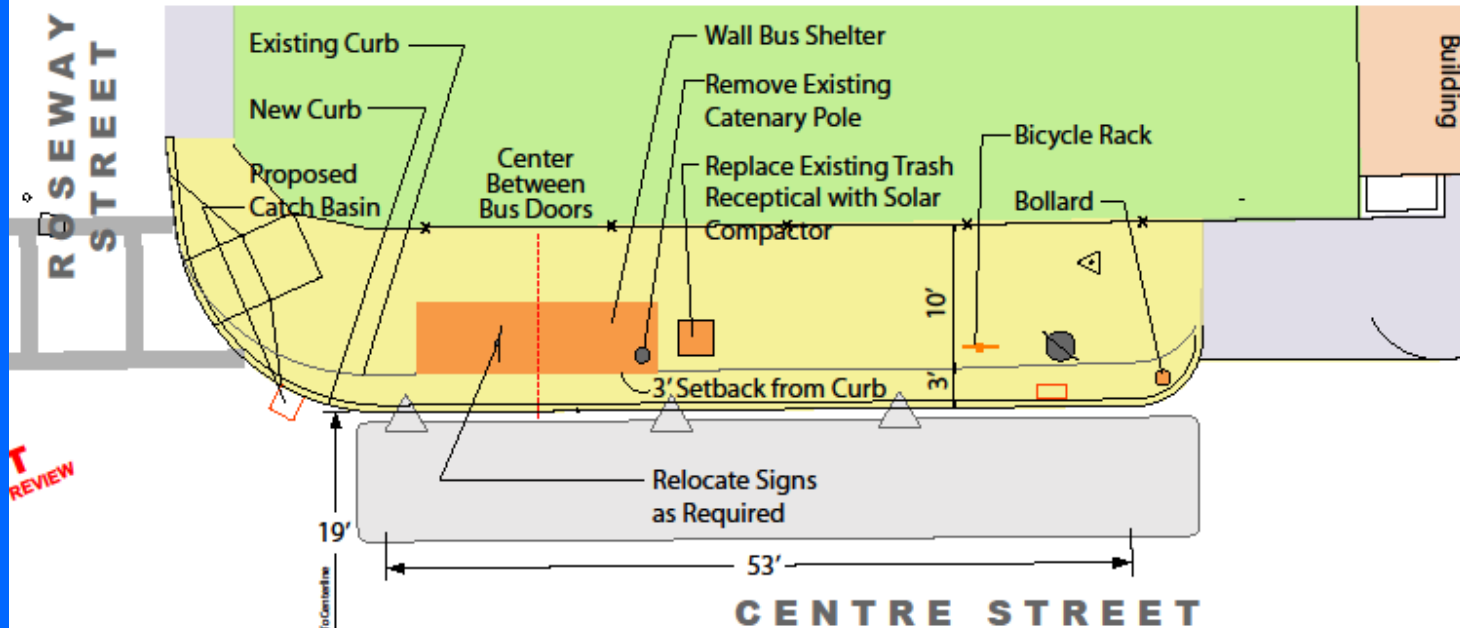 ROSEWAY
STREET
Existing Curb
New Curb
Proposed
Catch Basin
Center
Between
Bus Doors
Wall Bus Shelter
Remove Existing
Catenary Pole
Replace Existing Trash
Receptical with Solar
Compactor
Bicycle Rack
Bollard
Building
10'
3'
3' Setback from Curb
Relocate Signs
as Required
T
REVIEW
19'
to Centerline
53'
CENTRE STREET